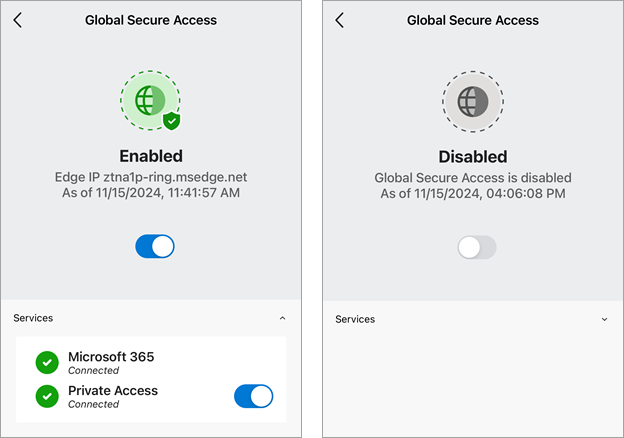 Global Secure Access
Enabled
Edge IP ztna1p-ring.msedge.net
As of 11/15/2024, 11:41:57 AM
Services
Microsoft 365
Connected
Private Access
Connected
Global Secure Access
Disabled
Global Secure Access is disabled
As of 11/15/2024, 04:06:08 PM
Services